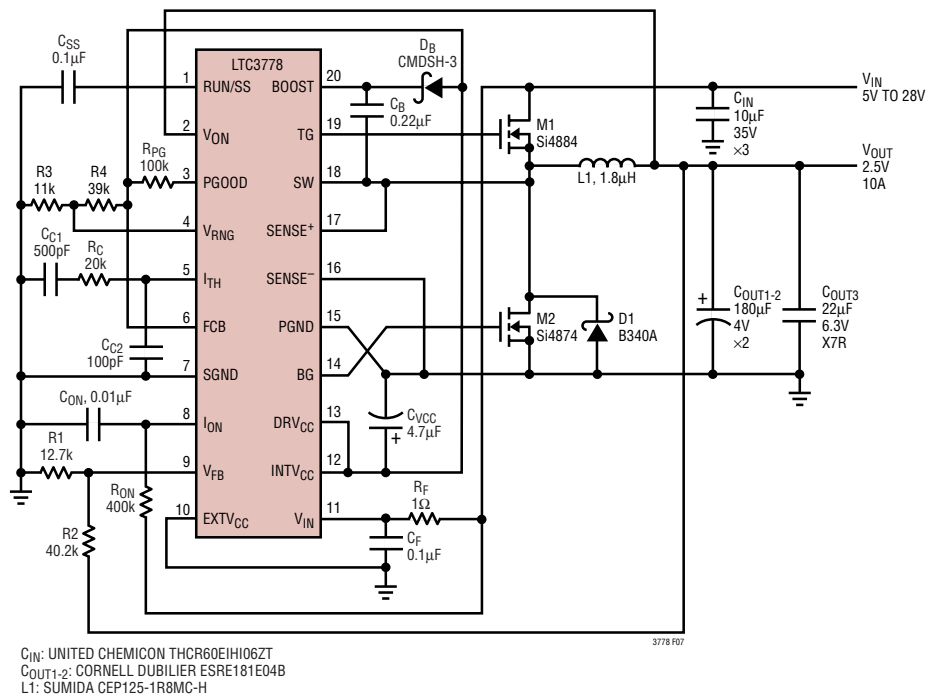 LTC3778
CSS
0.1µF
DB
CMDSH-3
1
RUN/SS
BOOST
20
CB
0.22µF
VIN
5V TO 28V
CIN
10µF
35V
×3
2
VON
TG
19
M1
Si4884
RPG
100k
3
PGOOD
SW
18
L1, 1.8µH
VOUT
2.5V
10A
R3
11k
R4
39k
4
VRNG
SENSE+
17
CC1
500pF
RC
20k
5
ITH
SENSE–
16
6
FCB
PGND
15
M2
Si4874
D1
B340A
COUT1-2
180µF
4V
×2
COUT3
22µF
6.3V
X7R
CC2
100pF
7
SGND
BG
14
CON, 0.01µF
8
ION
DRVCC
13
CVCC
4.7µF
R1
12.7k
9
VFB
INTVCC
12
RON
400k
RF
1Ω
10
EXTVCC
VIN
11
R2
40.2k
CF
0.1µF
+
+
3778 F07
CIN: UNITED CHEMICON THCR60EIHI06ZT
COUT1-2: CORNELL DUBILIER ESRE181E04B
L1: SUMIDA CEP125-1R8MC-H